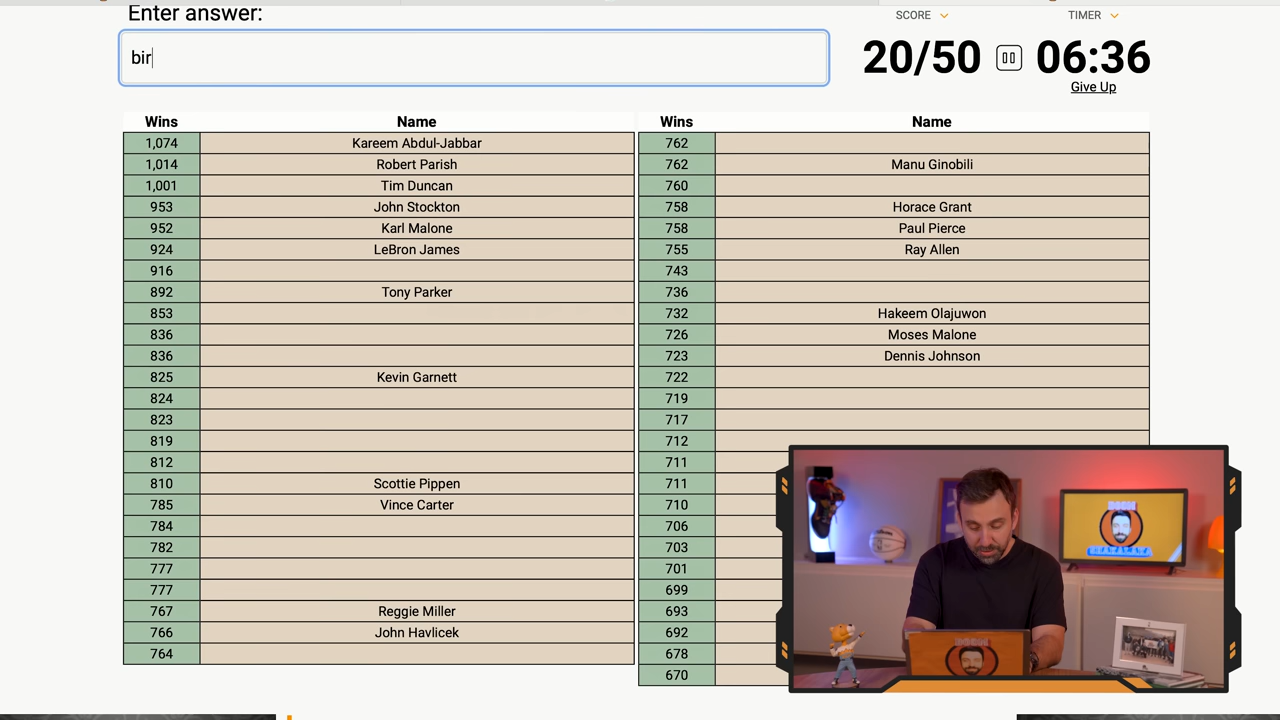 Enter answer:
bir
SCORE
TIMER
20/50
06:36
Give Up
Wins Name
1,074 Kareem Abdul-Jabbar
1,014 Robert Parish
1,001 Tim Duncan
953 John Stockton
952 Karl Malone
924 LeBron James
916
892 Tony Parker
853
836
836
825 Kevin Garnett
824
823
819
812
810 Scottie Pippen
785 Vince Carter
784
782
777
777
767 Reggie Miller
766 John Havlicek
764
Wins Name
762
762 Manu Ginobili
760
758 Horace Grant
758 Paul Pierce
755 Ray Allen
743
736
732 Hakeem Olajuwon
726 Moses Malone
723 Dennis Johnson
722
719
717
712
711
711
710
706
703
701
699
693
692
678
670
BOOM
SHAKALAKA
BOOM